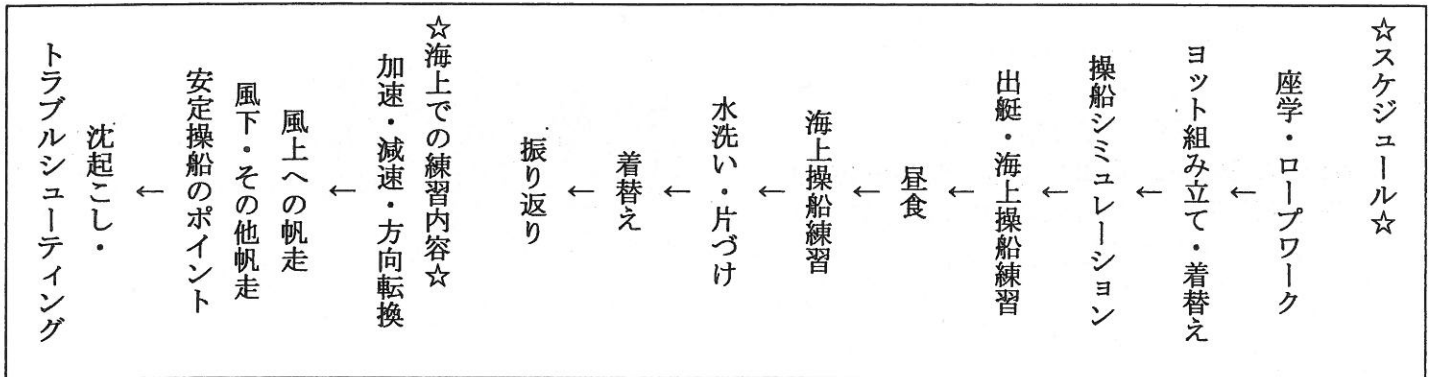 ☆スケジュール☆
座学・ロープワーク
←
ヨット組み立て・着替え
←
操船シミュレーション
←
出艇・海上操船練習
←
昼食
←
海上操船練習
←
水洗い・片づけ
←
着替え
←
振り返り
☆海上での練習内容☆
加速・減速・方向転換
←
風上への帆走
風下・その他帆走
安定操船のポイント
←
沈起こし・
トラブルシューティング